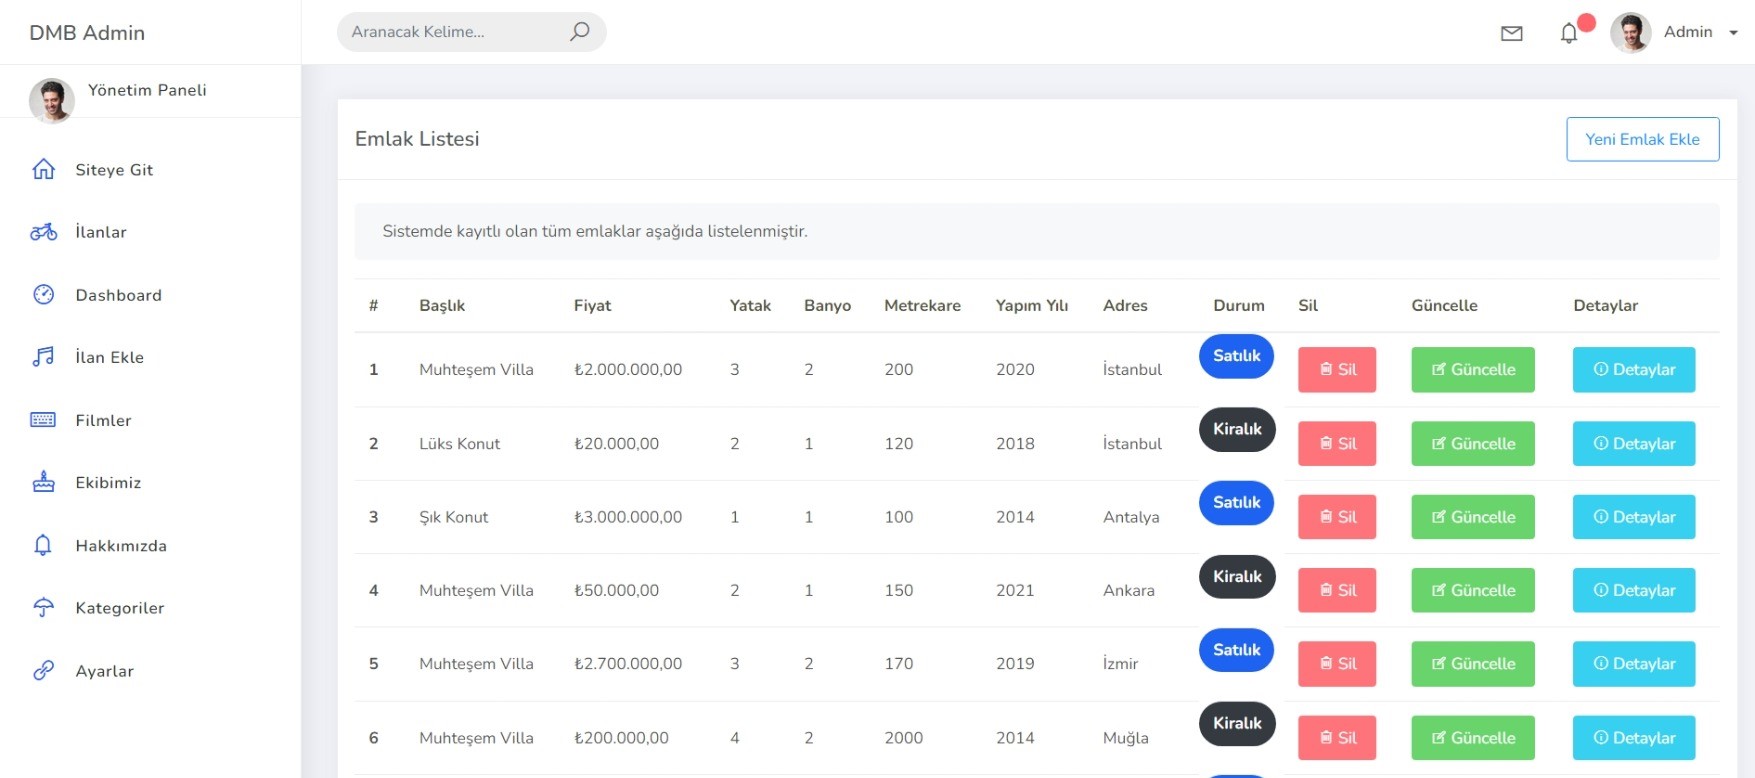 DMB Admin
Aranacak Kelime...
Admin
Yönetim Paneli
Siteye Git
İlanlar
Dashboard
İlan Ekle
Filmler
Ekibimiz
Hakkımızda
Kategoriler
Ayarlar
Emlak Listesi
Yeni Emlak Ekle
Sistemde kayıtlı olan tüm emlaklar aşağıda listelenmiştir.
# Başlık Fiyat Yatak Banyo Metrekare Yapım Yılı Adres Durum Sil Güncelle Detaylar
1 Muhteşem Villa ₺2.000.000,00 3 2 200 2020 İstanbul Satılık Sil Güncelle Detaylar
2 Lüks Konut ₺20.000,00 2 1 120 2018 İstanbul Kiralık Sil Güncelle Detaylar
3 Şık Konut ₺3.000.000,00 1 1 100 2014 Antalya Satılık Sil Güncelle Detaylar
4 Muhteşem Villa ₺50.000,00 2 1 150 2021 Ankara Kiralık Sil Güncelle Detaylar
5 Muhteşem Villa ₺2.700.000,00 3 2 170 2019 İzmir Satılık Sil Güncelle Detaylar
6 Muhteşem Villa ₺200.000,00 4 2 2000 2014 Muğla Kiralık Sil Güncelle Detaylar